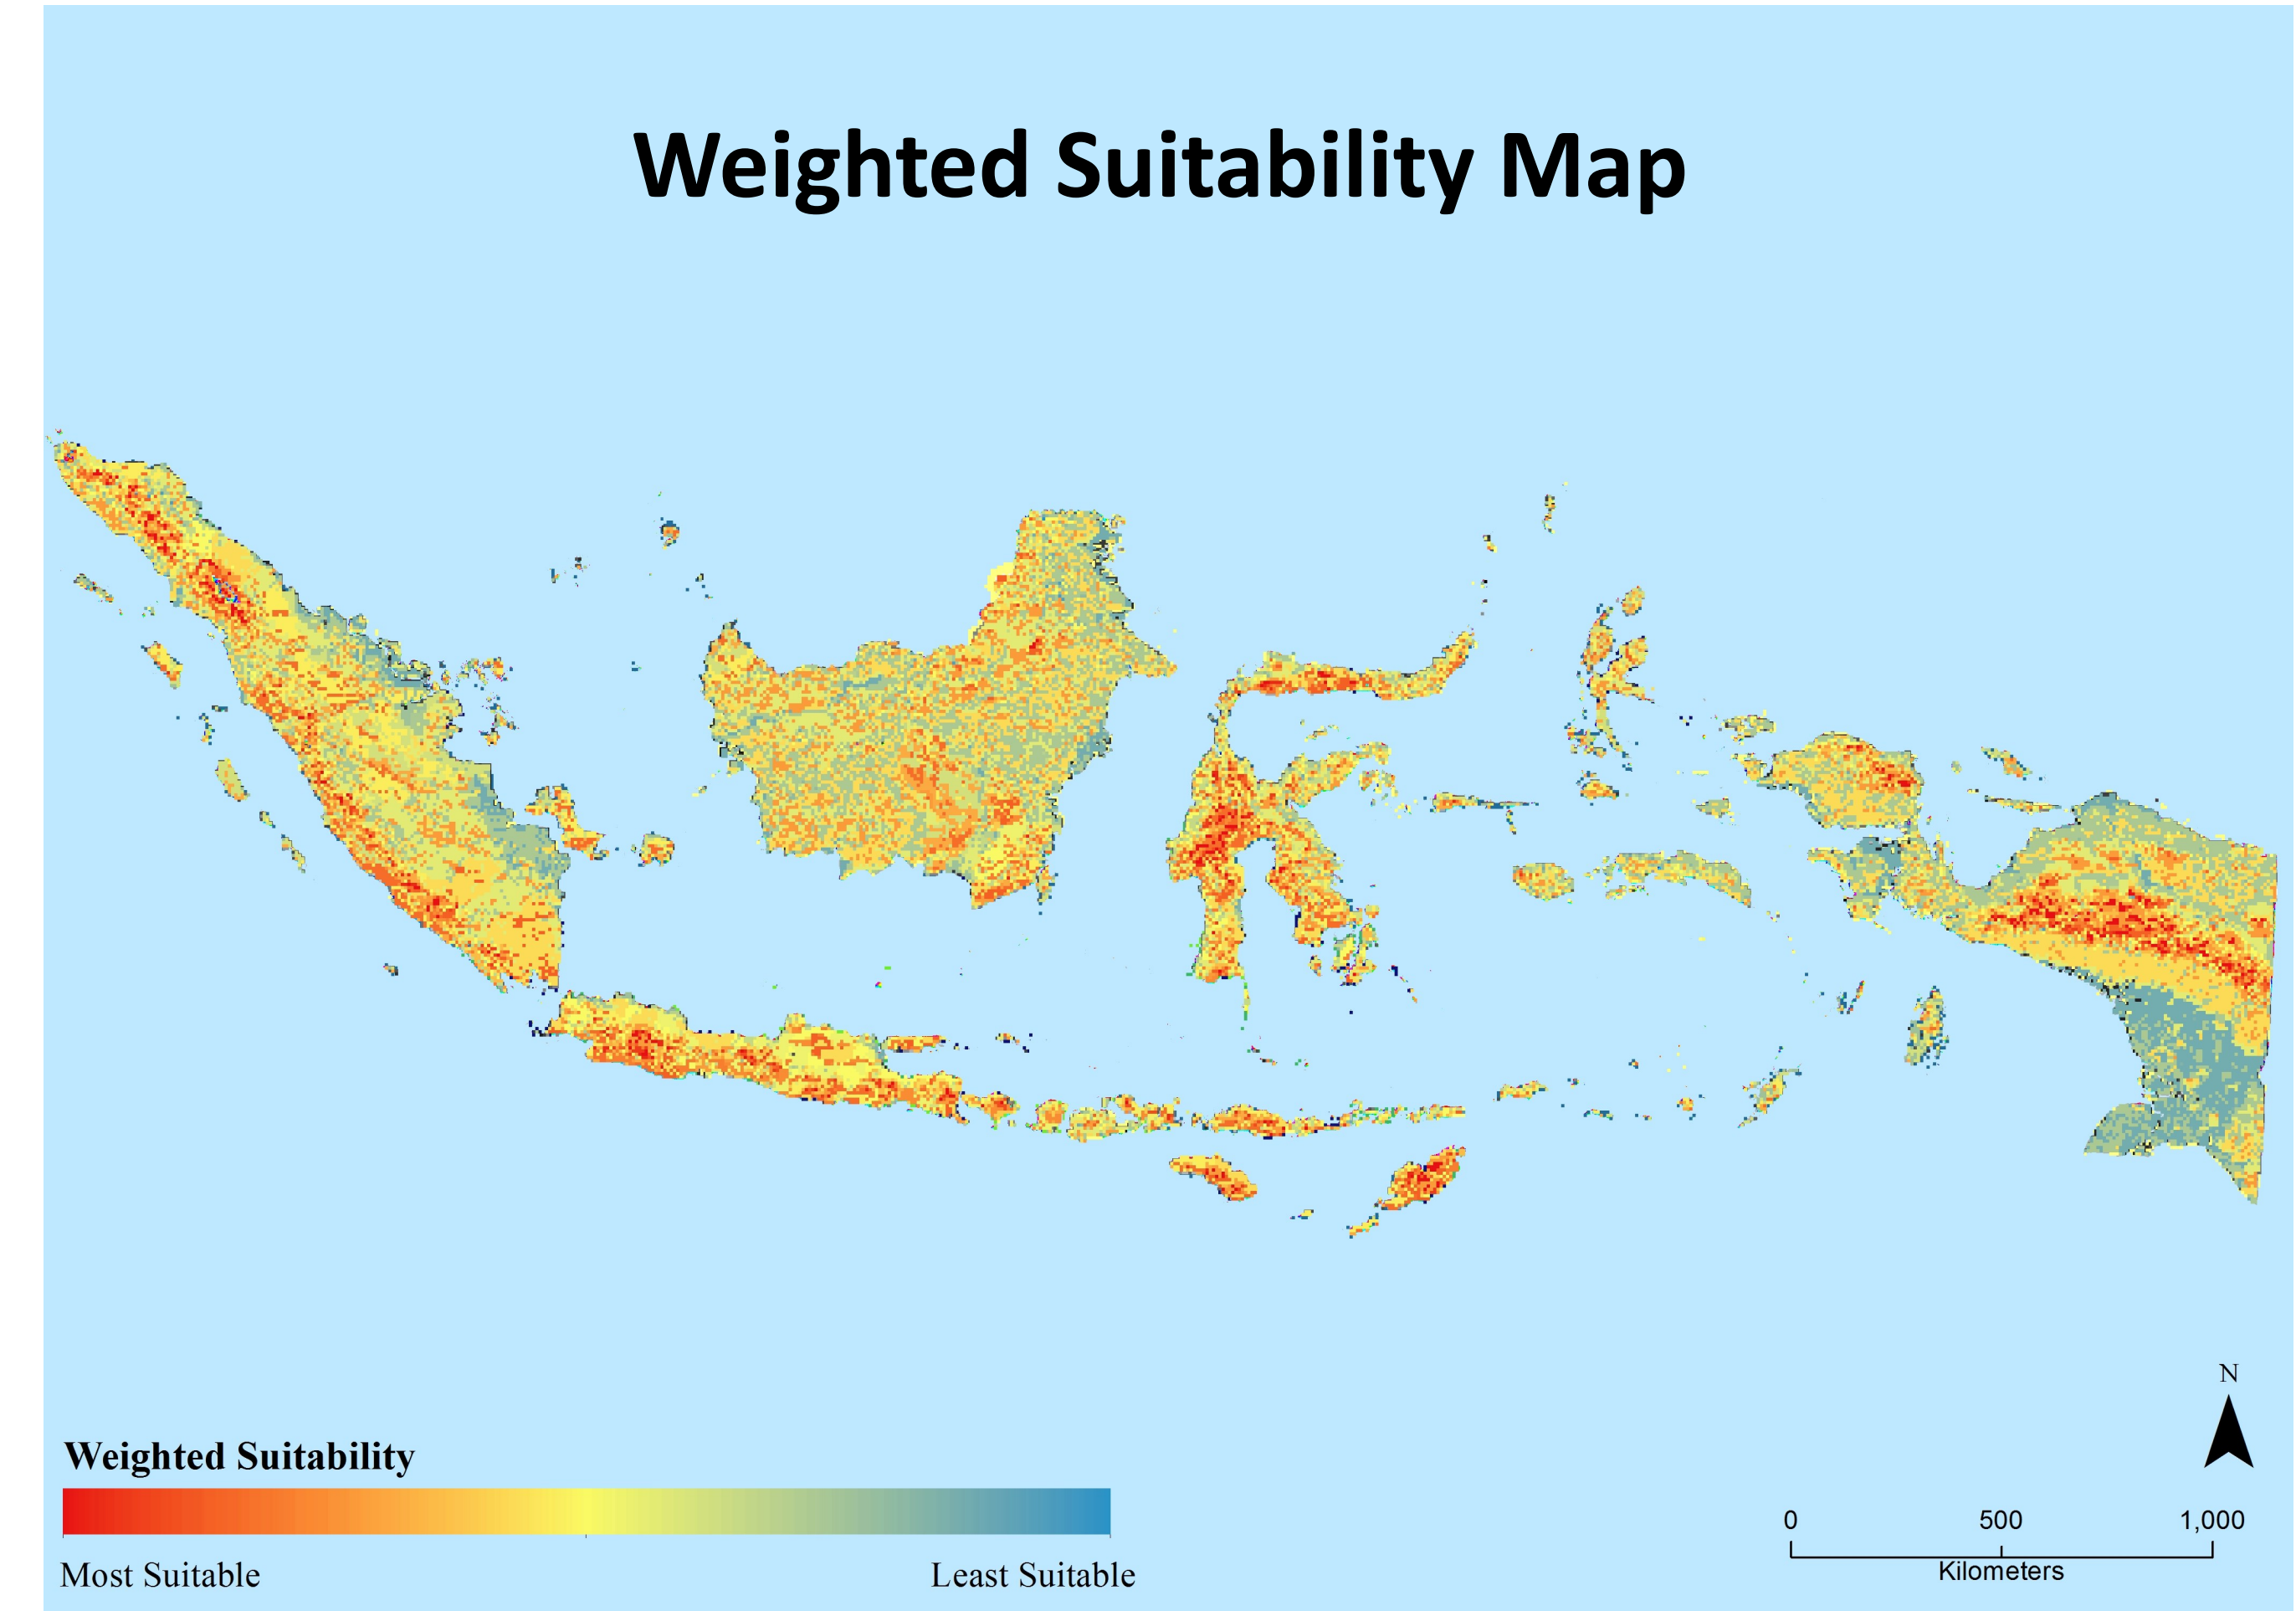 Weighted Suitability Map
N
Weighted Suitability
Most Suitable
Least Suitable
0 500 1,000
Kilometers